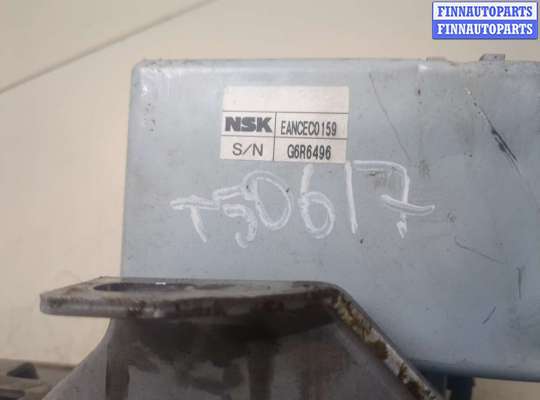 FINNAUTOPARTS
FINNAUTOPARTS
NSK EANCEC0159
S/N G6R6496
T50617